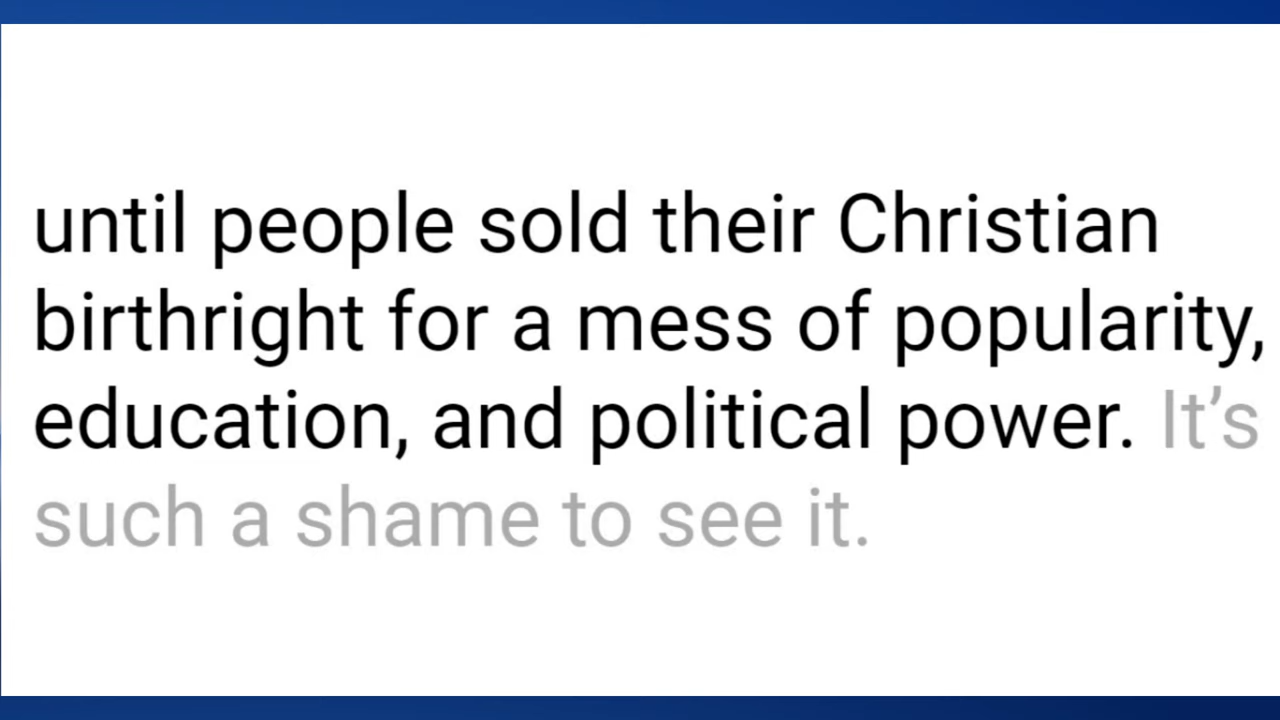 until people sold their Christian
birthright for a mess of popularity,
education, and political power. It’s
such a shame to see it.